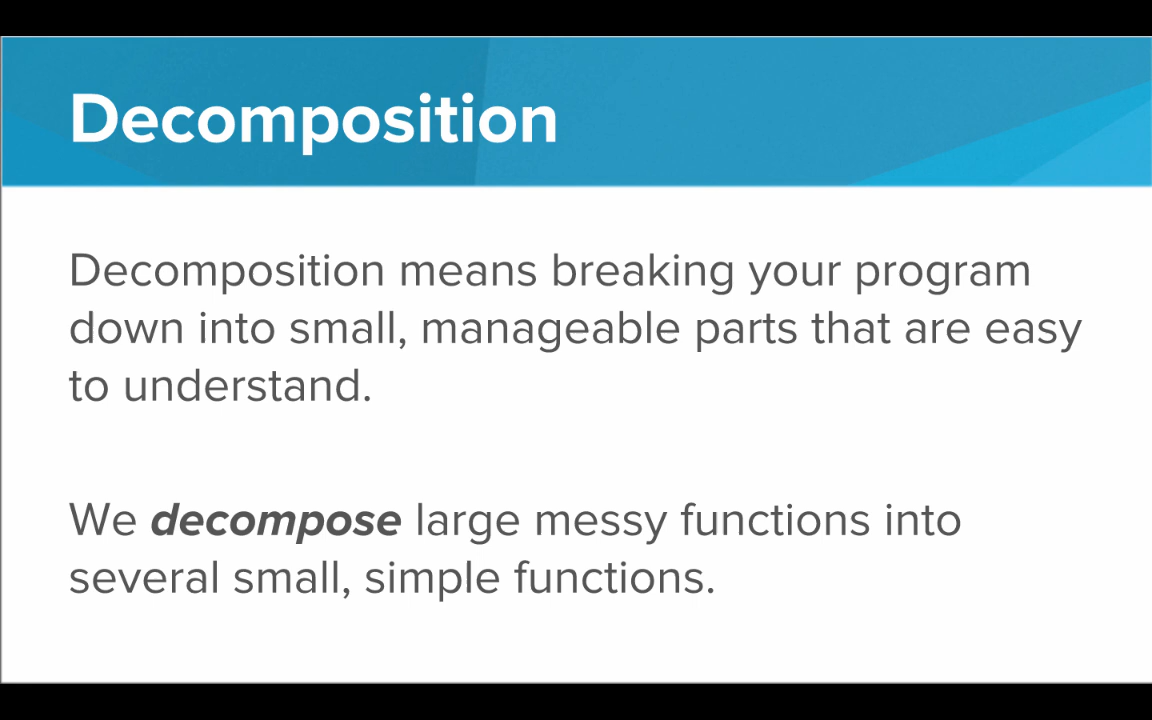 Decomposition
Decomposition means breaking your program
down into small, manageable parts that are easy
to understand.
We decompose large messy functions into
several small, simple functions.